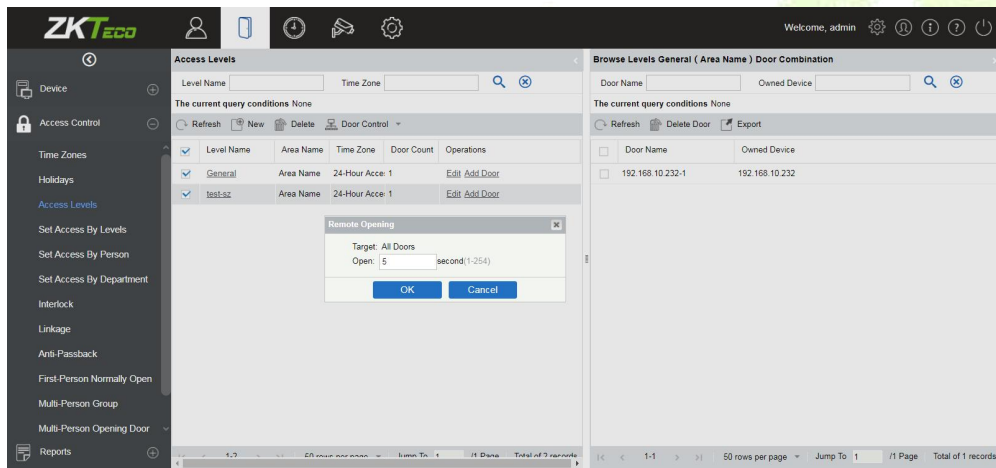 ZKTeco
Welcome, admin
Device
Access Control
Time Zones
Holidays
Access Levels
Set Access By Levels
Set Access By Person
Set Access By Department
Interlock
Linkage
Anti-Passback
First-Person Normally Open
Multi-Person Group
Multi-Person Opening Door
Reports
Access Levels
Level Name Time Zone
The current query conditions None
Refresh New Delete Door Control
Level Name Area Name Time Zone Door Count Operations
General Area Name 24-Hour Acce 1 Edit Add Door
test-sz Area Name 24-Hour Acce 1 Edit Add Door
Remote Opening
Target: All Doors
Open: 5 second(1-254)
OK Cancel
1-2 50 rows per page Jump To 1 /1 Page Total of 2 records
Browse Levels General ( Area Name ) Door Combination
Door Name Owned Device
The current query conditions None
Refresh Delete Door Export
Door Name Owned Device
192.168.10.232-1 192.168.10.232
1-1 50 rows per page Jump To 1 /1 Page Total of 1 records